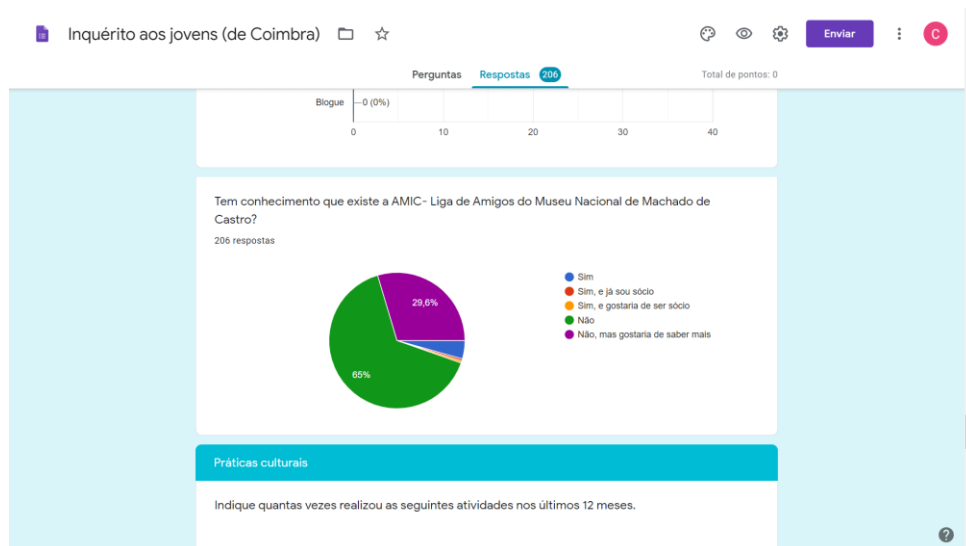 Inquérito aos jovens (de Coimbra)
Enviar
C
Perguntas Respostas 206
Total de pontos: 0
Blogue 0 (0%)
0 10 20 30 40
Tem conhecimento que existe a AMIC- Liga de Amigos do Museu Nacional de Machado de
Castro?
206 respostas
29,6%
65%
Sim
Sim, e já sou sócio
Sim, e gostaria de ser sócio
Não
Não, mas gostaria de saber mais
Práticas culturais
Indique quantas vezes realizou as seguintes atividades nos últimos 12 meses.
?